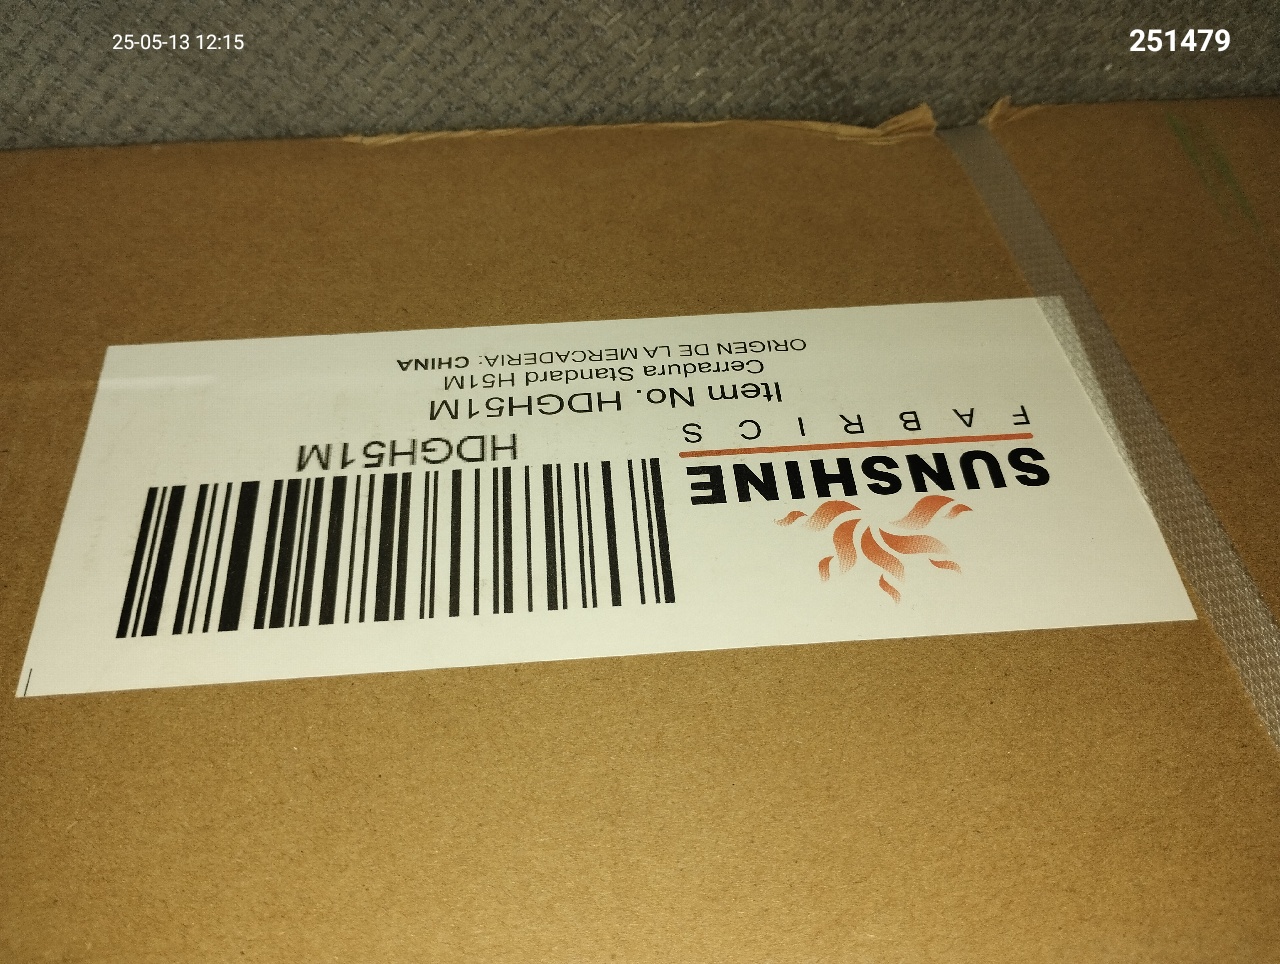 25-05-13 12:15
251479
SUNSHINE
FABRICS
HDGH51M
Item No. HDGH51M
Cerradura Standard H51M
ORIGEN DE LA MERCADERIA: CHINA